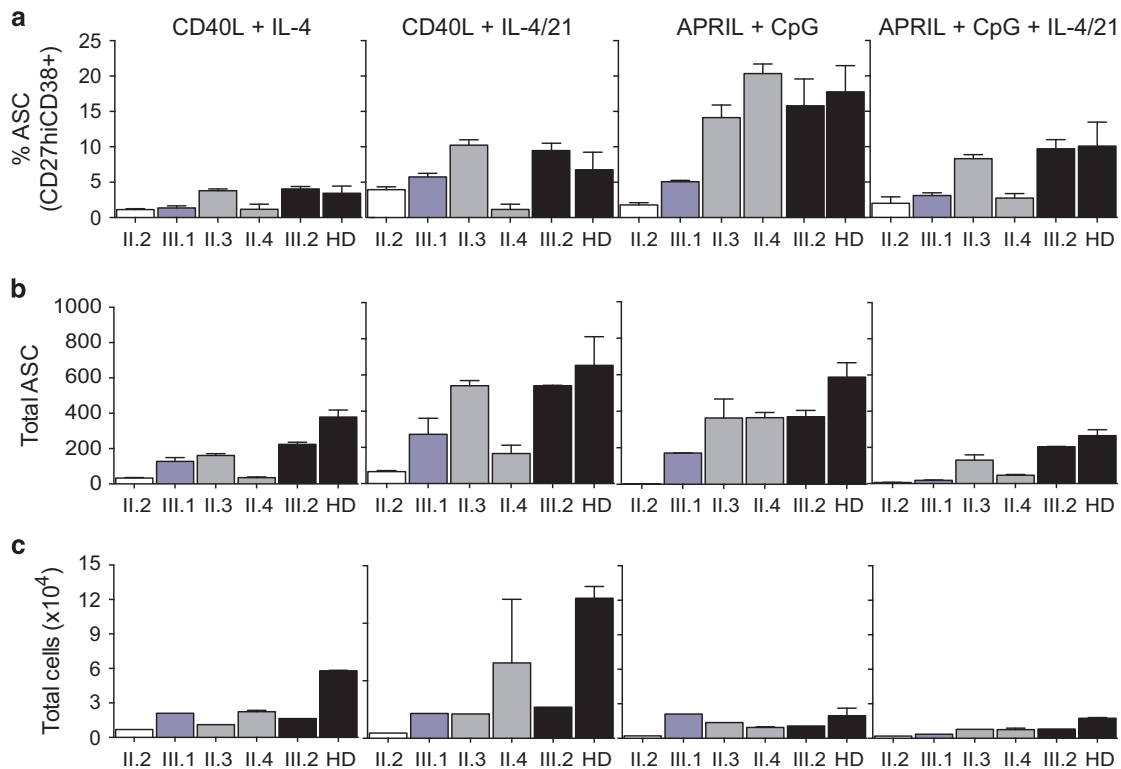 a
CD40L + IL-4
CD40L + IL-4/21
APRIL + CpG
APRIL + CpG + IL-4/21
% ASC
(CD27hiCD38+)
25
20
15
10
5
0
II.2 III.1 II.3 II.4 III.2 HD
II.2 III.1 II.3 II.4 III.2 HD
II.2 III.1 II.3 II.4 III.2 HD
II.2 III.1 II.3 II.4 III.2 HD
b
Total ASC
1000
800
600
400
200
0
II.2 III.1 II.3 II.4 III.2 HD
II.2 III.1 II.3 II.4 III.2 HD
II.2 III.1 II.3 II.4 III.2 HD
II.2 III.1 II.3 II.4 III.2 HD
c
Total cells (x10⁴)
15
12
9
6
3
0
II.2 III.1 II.3 II.4 III.2 HD
II.2 III.1 II.3 II.4 III.2 HD
II.2 III.1 II.3 II.4 III.2 HD
II.2 III.1 II.3 II.4 III.2 HD